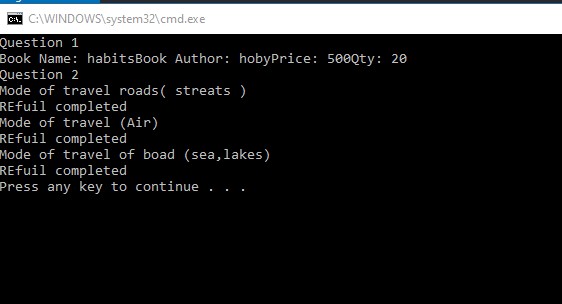 C:\WINDOWS\system32\cmd.exe
Question 1
Book Name: habitsBook Author: hobyPrice: 500Qty: 20
Question 2
Mode of travel roads( streats )
REfuil completed
Mode of travel (Air)
REfuil completed
Mode of travel of boad (sea,lakes)
REfuil completed
Press any key to continue . . .